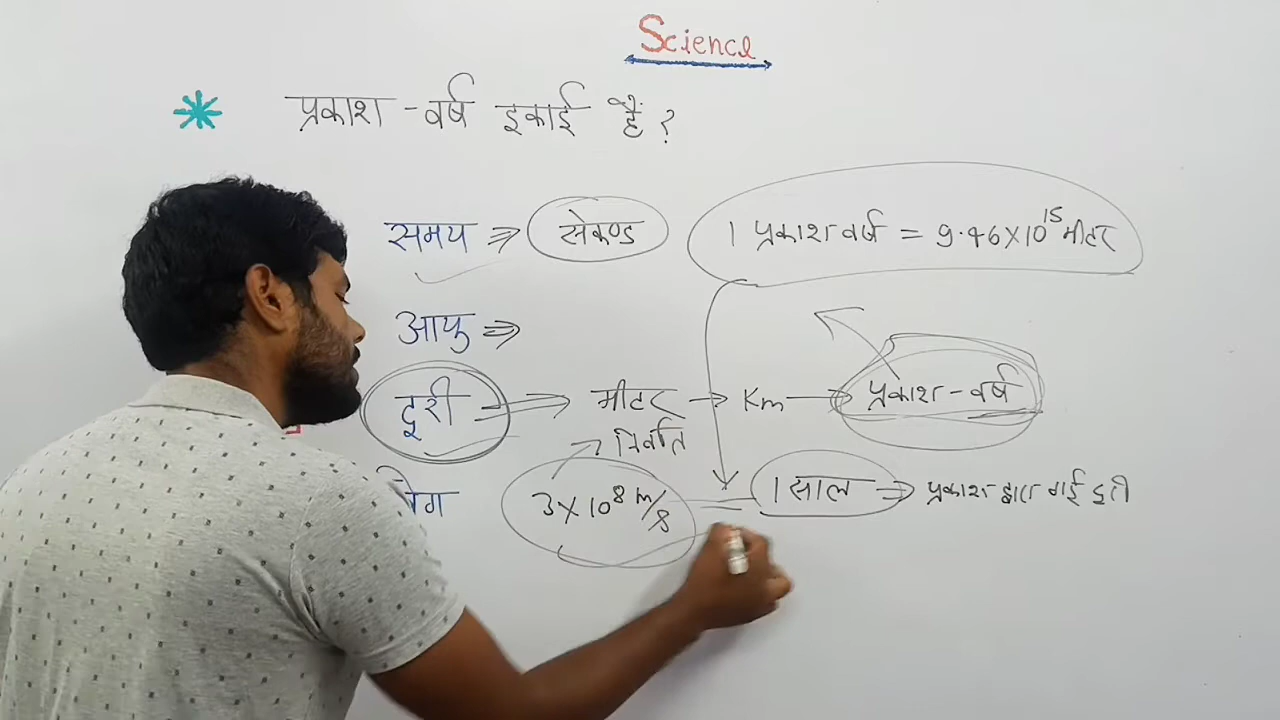 Science
प्रकाश - वर्ष इकाई है ?
समय ⇒ सेकण्ड
1 प्रकाश वर्ष = 9.46×10¹⁵ मीटर
आयु ⇒
दूरी ⇒ मीटर → Km → प्रकाश - वर्ष
निर्वात
वेग 3×10⁸ m/s = 1 साल ⇒ प्रकाश द्वारा गई दूरी